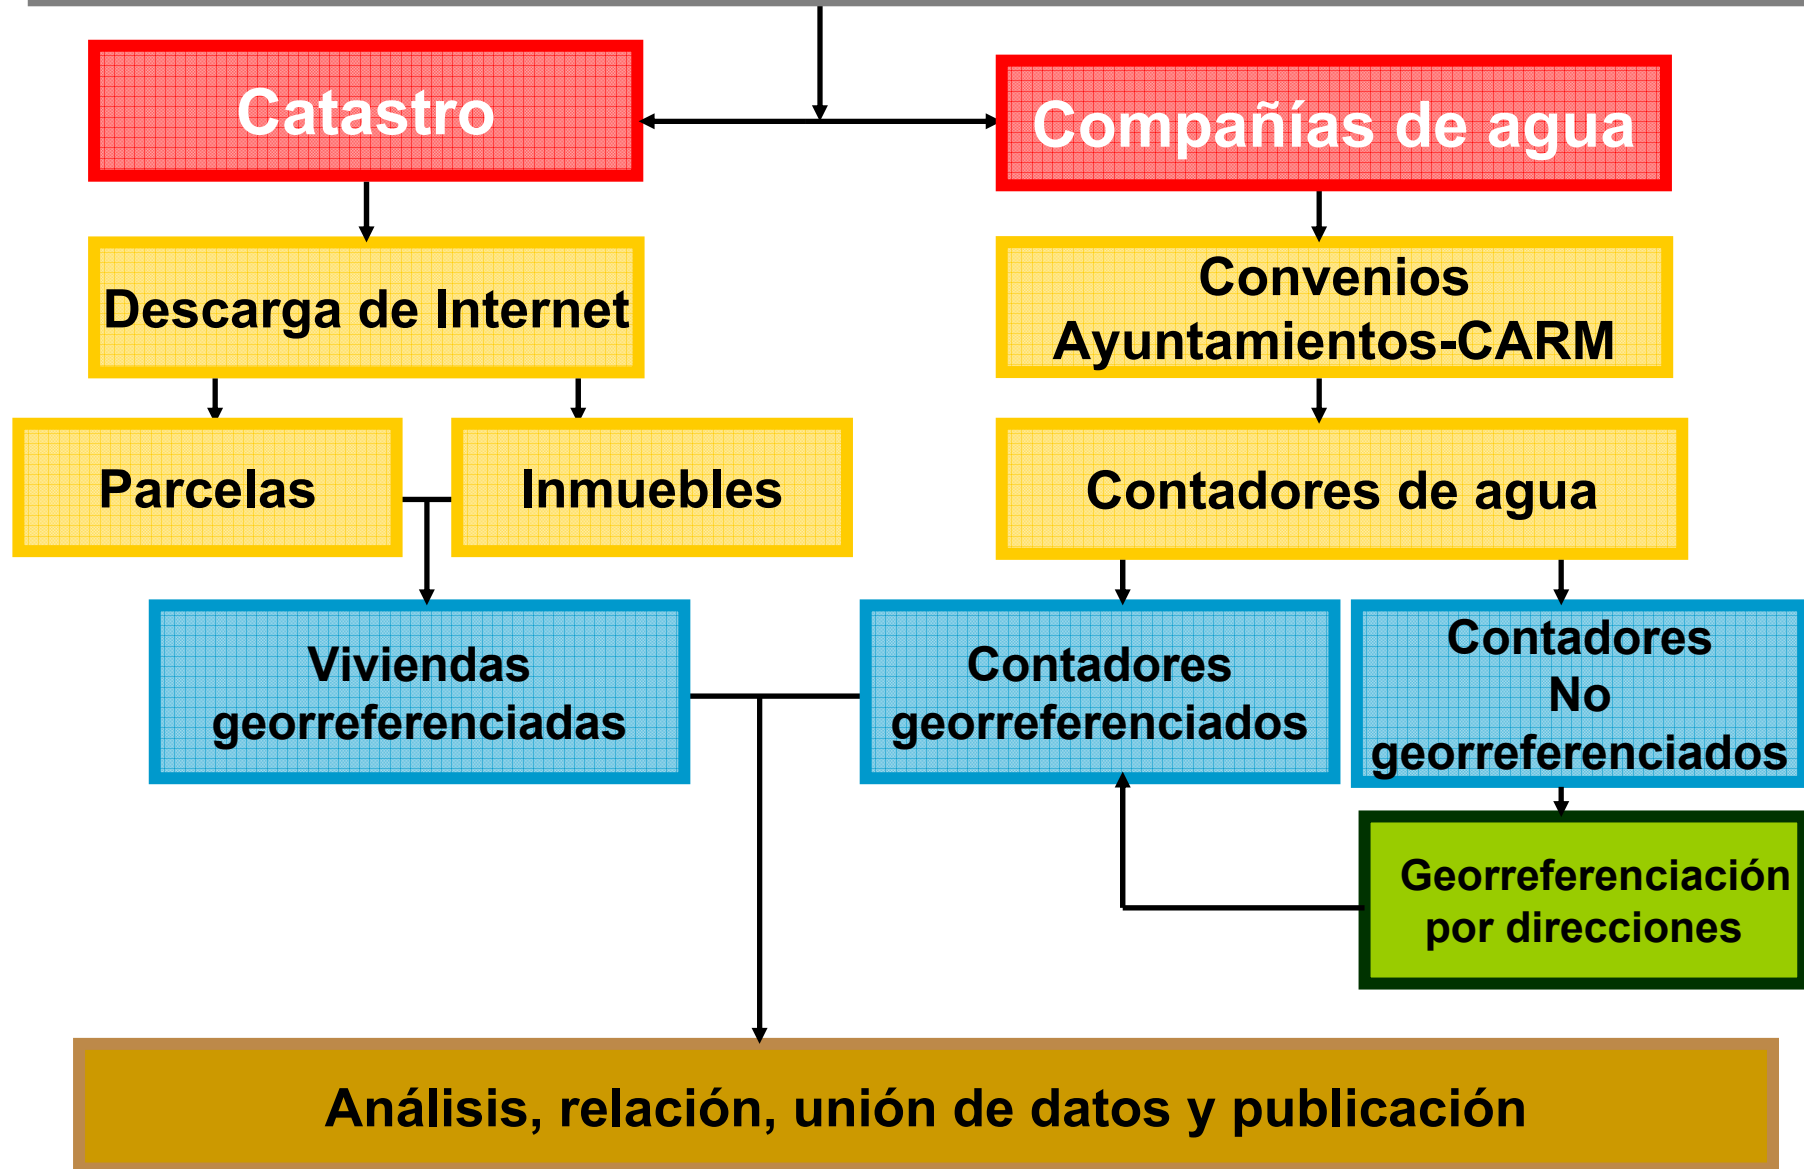 Catastro
Compañías de agua
Descarga de Internet
Convenios
Ayuntamientos-CARM
Parcelas
Inmuebles
Contadores de agua
Viviendas
georreferenciadas
Contadores
georreferenciados
Contadores
No
georreferenciados
Georreferenciación
por direcciones
Análisis, relación, unión de datos y publicación